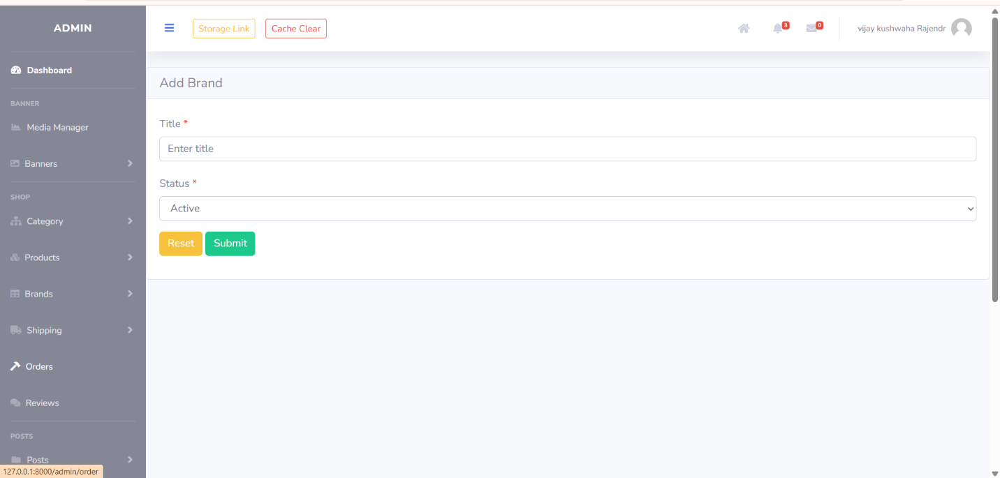 ADMIN
Storage Link
Cache Clear
3
0
vijay kushwaha Rajendr
Dashboard
BANNER
Media Manager
Banners
SHOP
Category
Products
Brands
Shipping
Orders
Reviews
POSTS
Posts
127.0.0.1:8000/admin/order
Add Brand
Title *
Enter title
Status *
Active
Reset Submit